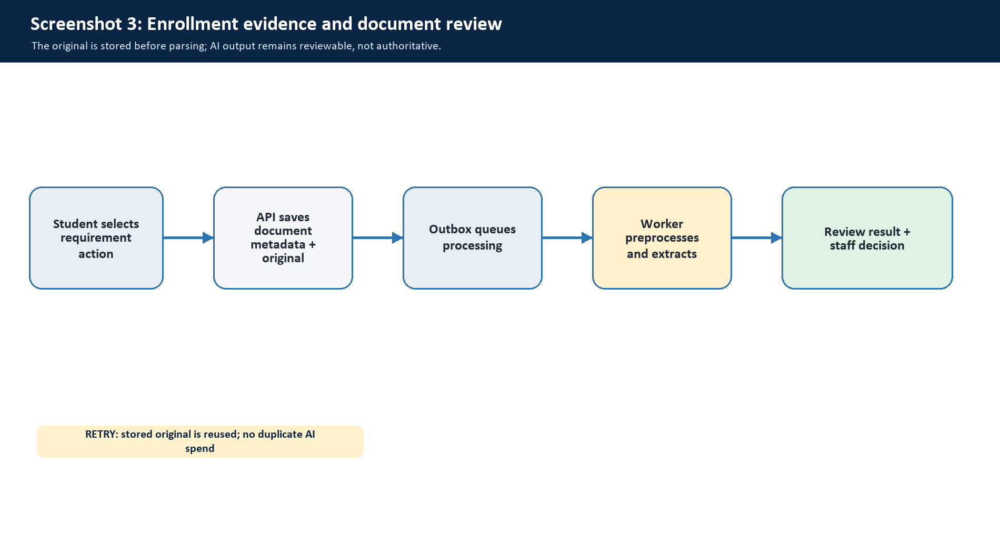 Screenshot 3: Enrollment evidence and document review
The original is stored before parsing; AI output remains reviewable, not authoritative.
Student selects
requirement
action
API saves
document
metadata +
original
Outbox queues
processing
Worker
preprocesses
and extracts
Review result +
staff decision
RETRY: stored original is reused; no duplicate AI
spend